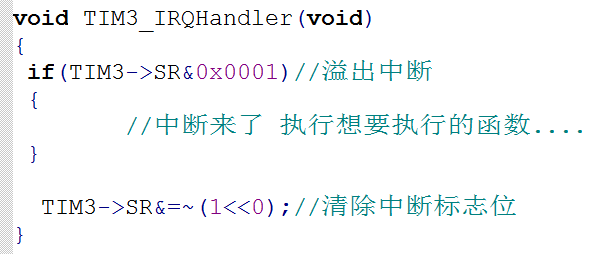 void TIM3_IRQHandler(void)
{
if(TIM3->SR&0x0001)//溢出中断
{
//中断来了 执行想要执行的函数....
}
TIM3->SR&=~(1<<0);//清除中断标志位
}